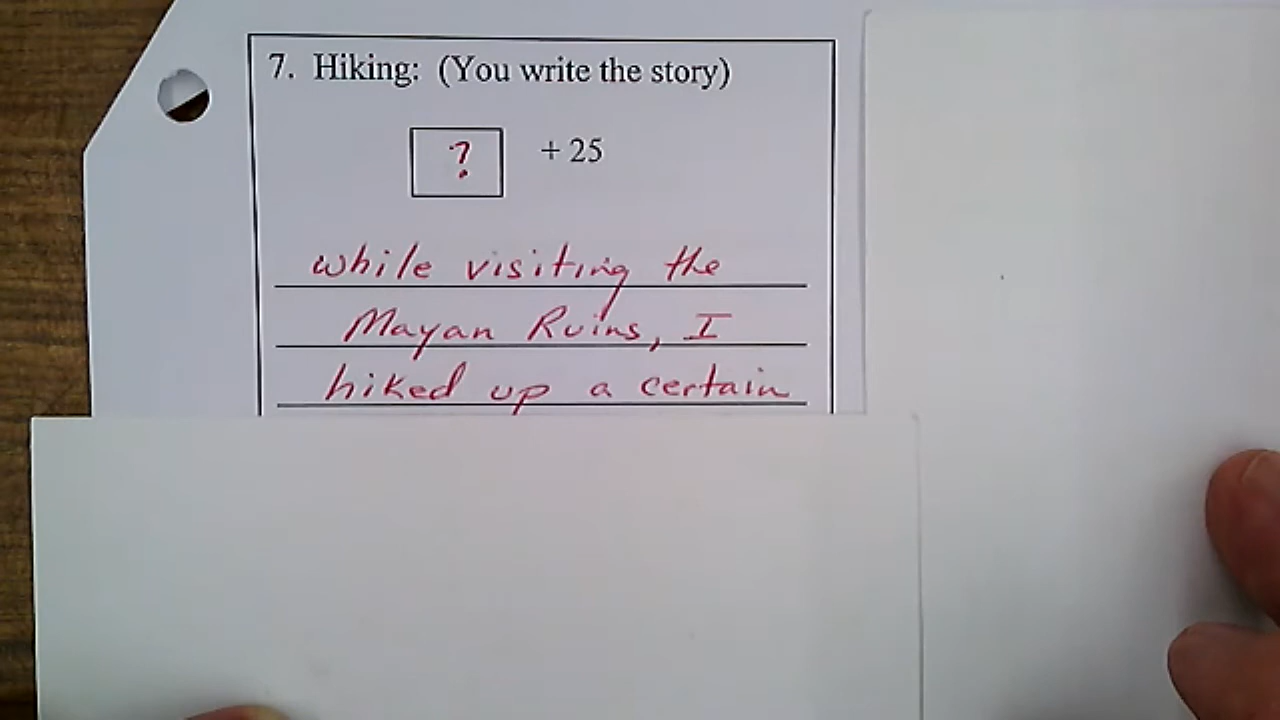 7. Hiking: (You write the story)
? + 25
while visiting the
Mayan Ruins, I
hiked up a certain